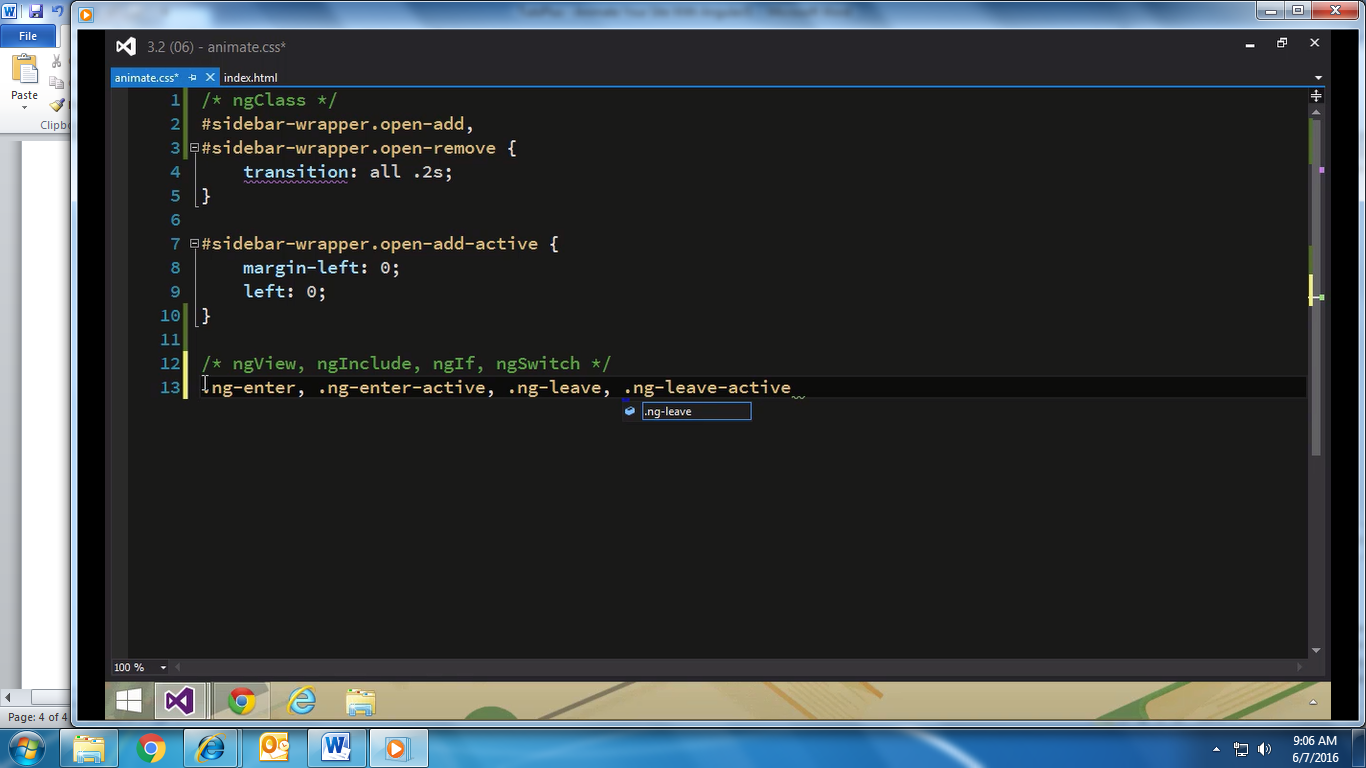 File
Paste
Clipb
Page: 4 of 4
3.2 (06) - animate.css*
animate.css*
index.html
1 /* ngClass */
2 #sidebar-wrapper.open-add,
3 #sidebar-wrapper.open-remove {
4 transition: all .2s;
5 }
6
7 #sidebar-wrapper.open-add-active {
8 margin-left: 0;
9 left: 0;
10 }
11
12 /* ngView, ngInclude, ngIf, ngSwitch */
13 .ng-enter, .ng-enter-active, .ng-leave, .ng-leave-active
.ng-leave
100 %
9:06 AM
6/7/2016